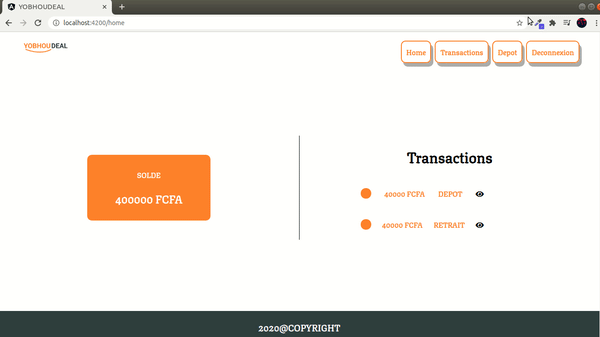 YOBHOUDEAL
localhost:4200/home
YOBHOUDEAL
Home Transactions Depot Deconnexion
Transactions
SOLDE
400000 FCFA
40000 FCFA DEPOT
40000 FCFA RETRAIT
2020@COPYRIGHT